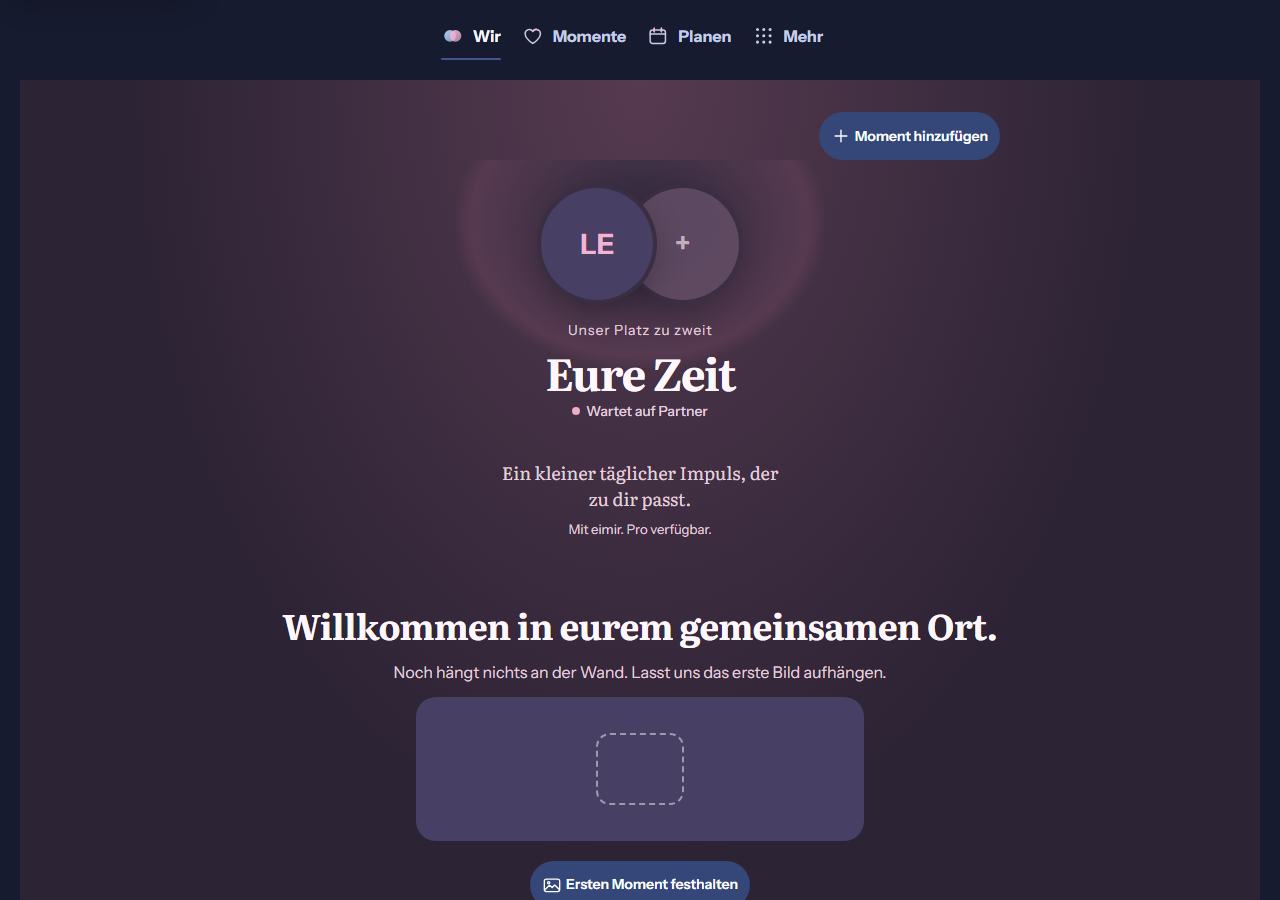 Wir
Momente
Planen
Mehr
Moment hinzufügen
LE
+
Unser Platz zu zweit
Eure Zeit
Wartet auf Partner
Ein kleiner täglicher Impuls, der
zu dir passt.
Mit eimir. Pro verfügbar.
Willkommen in eurem gemeinsamen Ort.
Noch hängt nichts an der Wand. Lasst uns das erste Bild aufhängen.
Ersten Moment festhalten